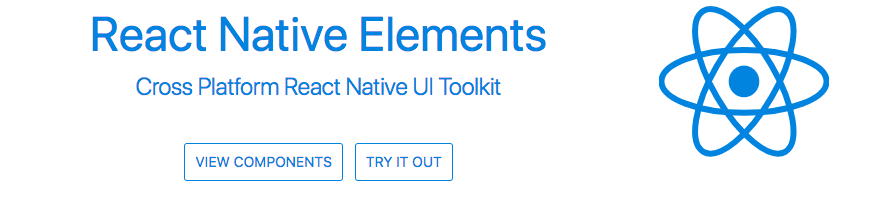 React Native Elements
Cross Platform React Native UI Toolkit
VIEW COMPONENTS
TRY IT OUT